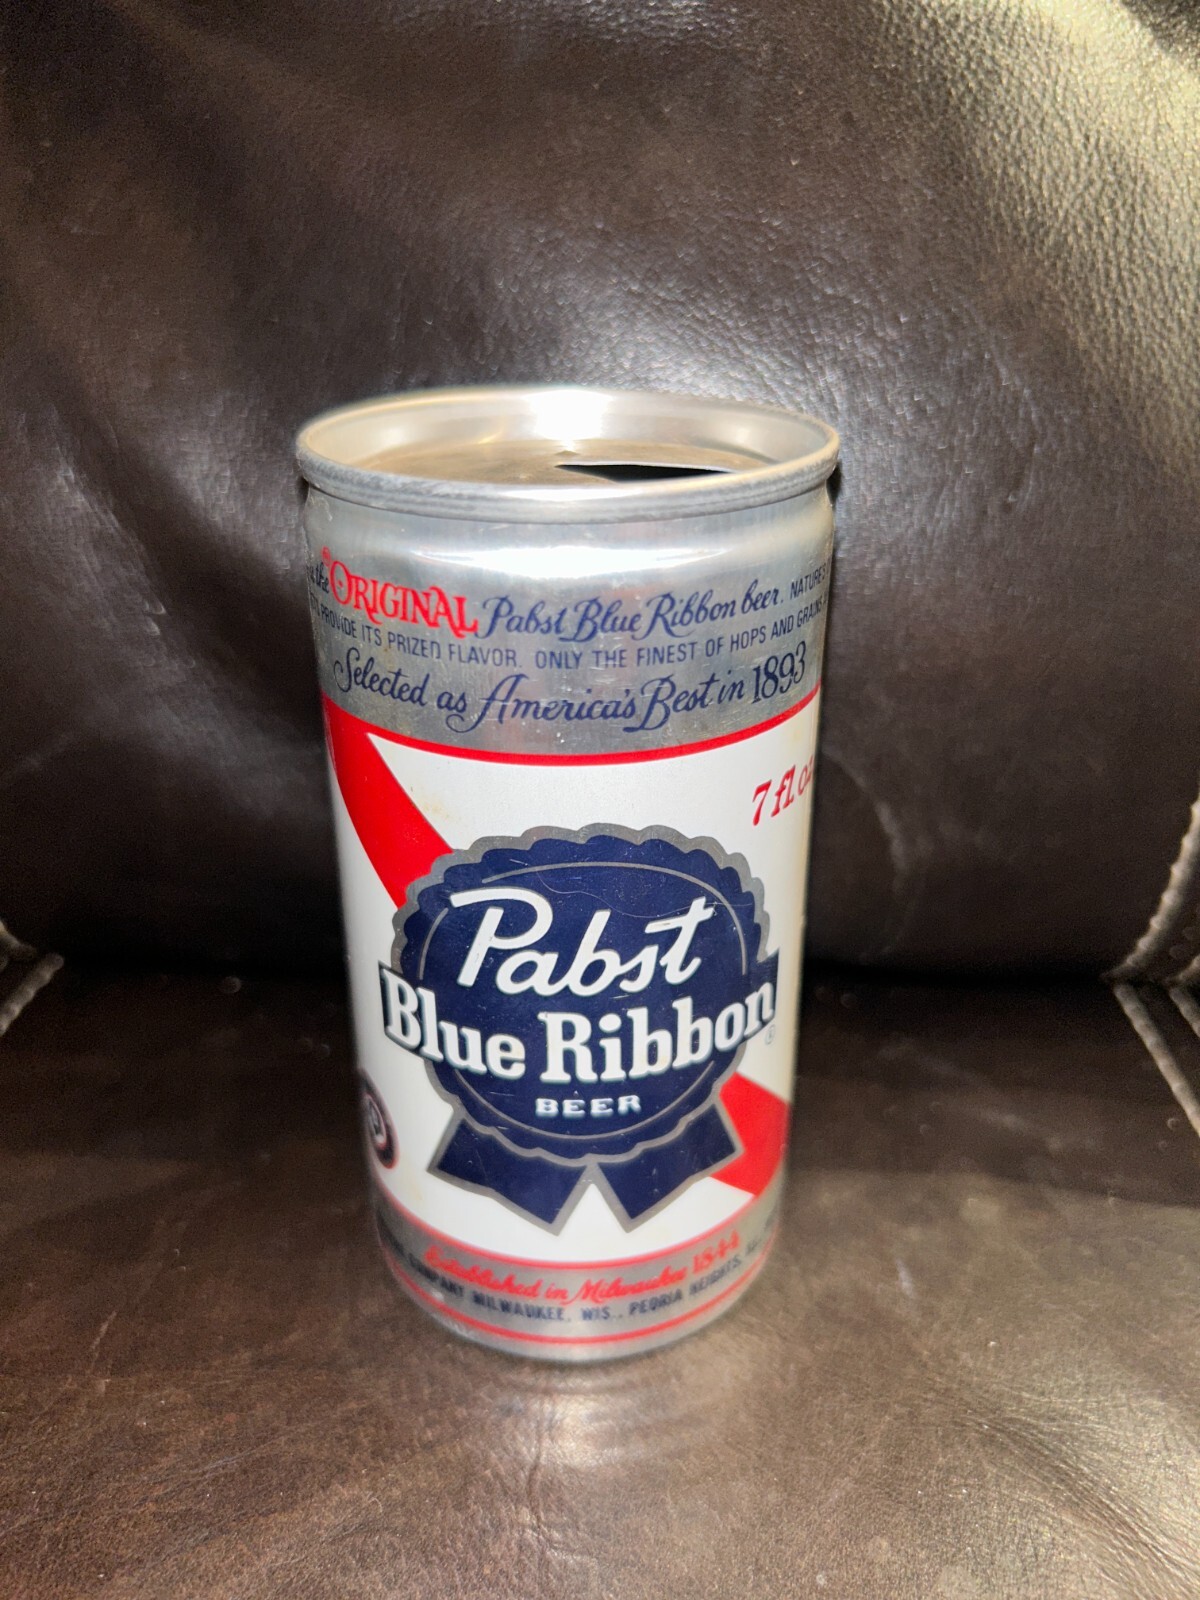 the ORIGINAL Pabst Blue Ribbon beer. NATURE'S
PROVIDE ITS PRIZED FLAVOR. ONLY THE FINEST OF HOPS AND GRAINS
Selected as America's Best in 1893
7 fl oz
Pabst
Blue Ribbon ®
BEER
Established in Milwaukee 1844
COMPANY MILWAUKEE, WIS., PEORIA HEIGHTS,